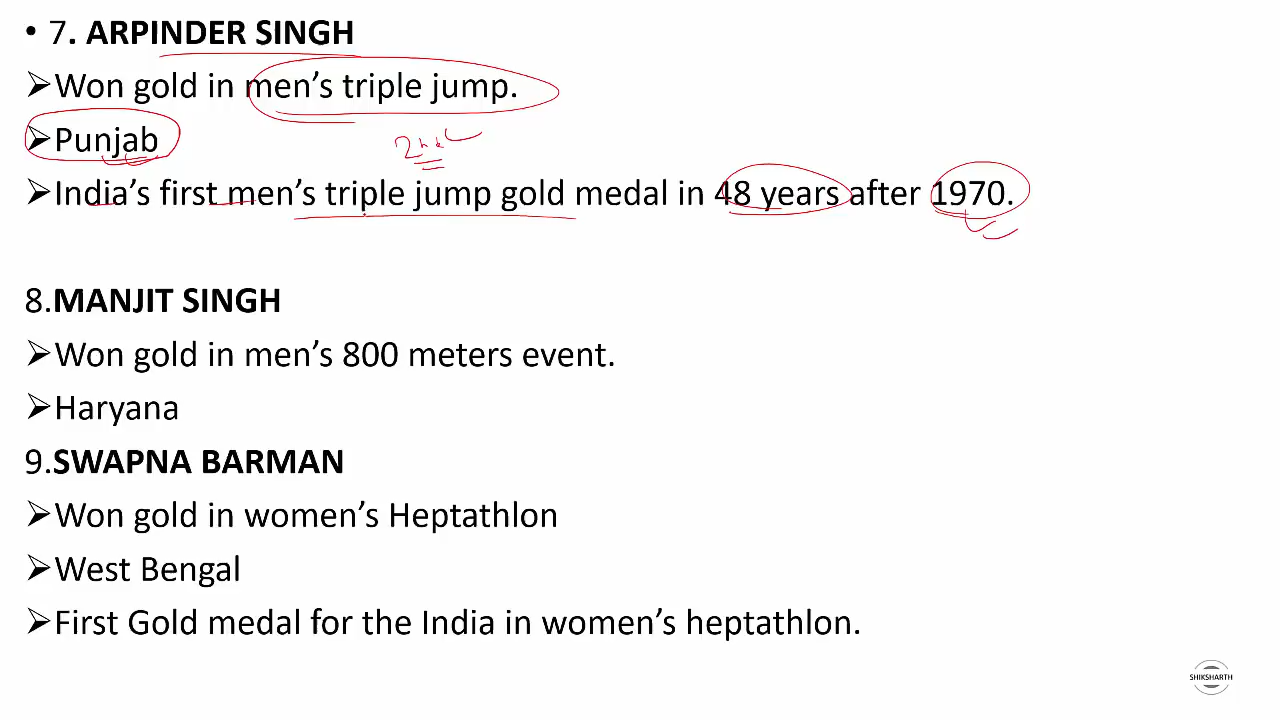 • 7. ARPINDER SINGH
➢Won gold in men’s triple jump.
➢Punjab
2nd
➢India’s first men’s triple jump gold medal in 48 years after 1970.
8.MANJIT SINGH
➢Won gold in men’s 800 meters event.
➢Haryana
9.SWAPNA BARMAN
➢Won gold in women’s Heptathlon
➢West Bengal
➢First Gold medal for the India in women’s heptathlon.
SHIKSHARTH